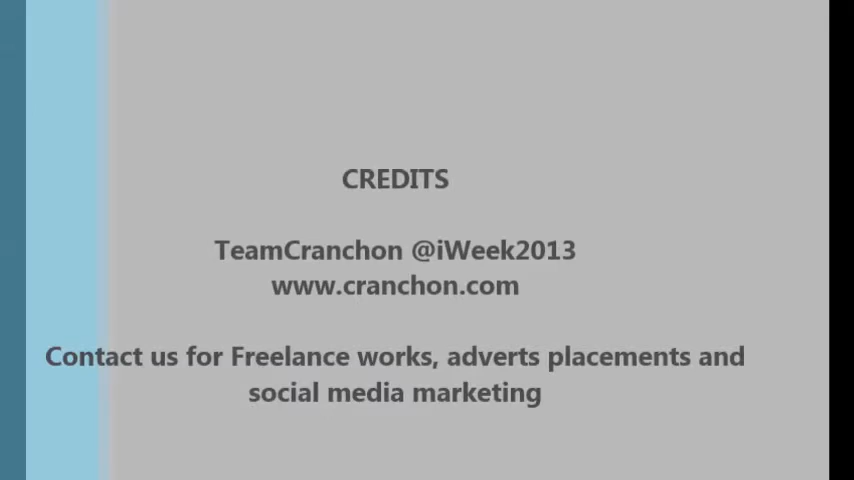 CREDITS
TeamCranchon @iWeek2013
www.cranchon.com
Contact us for Freelance works, adverts placements and
social media marketing